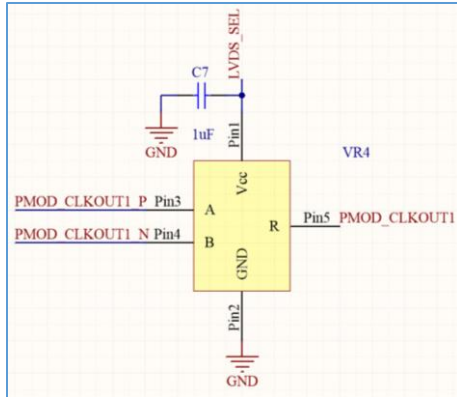 LVDS_SEL
C7
1uF
GND
Pin1
VR4
Vcc
PMOD_CLKOUT1_P Pin3
A
PMOD_CLKOUT1_N Pin4
B
R
Pin5 PMOD_CLKOUT1
GND
Pin2
GND